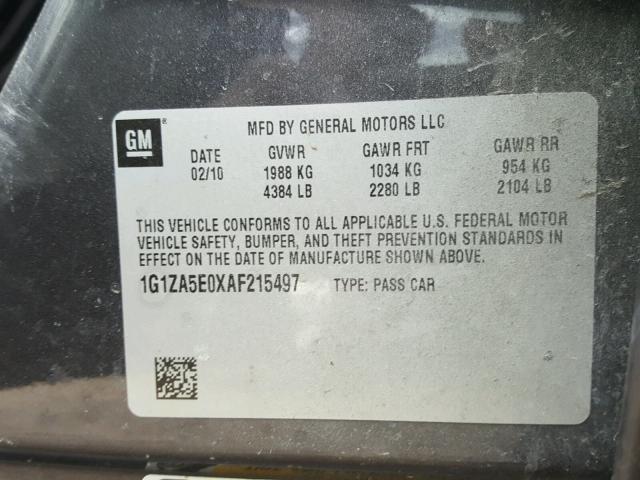 GM
®
MFD BY GENERAL MOTORS LLC
DATE GVWR GAWR FRT GAWR RR
02/10 1988 KG 1034 KG 954 KG
4384 LB 2280 LB 2104 LB
THIS VEHICLE CONFORMS TO ALL APPLICABLE U.S. FEDERAL MOTOR
VEHICLE SAFETY, BUMPER, AND THEFT PREVENTION STANDARDS IN
EFFECT ON THE DATE OF MANUFACTURE SHOWN ABOVE.
1G1ZA5E0XAF215497 TYPE: PASS CAR